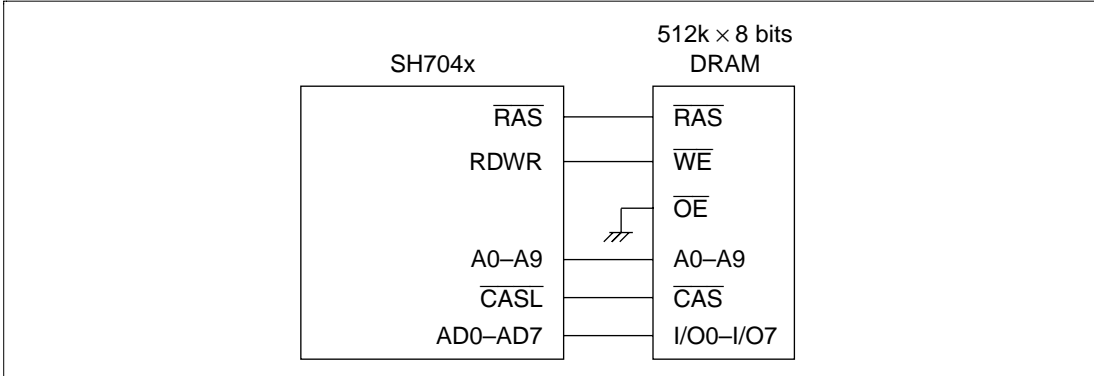 512k × 8 bits
SH704x DRAM
RAS RAS
RDWR WE
OE
A0–A9 A0–A9
CASL CAS
AD0–AD7 I/O0–I/O7